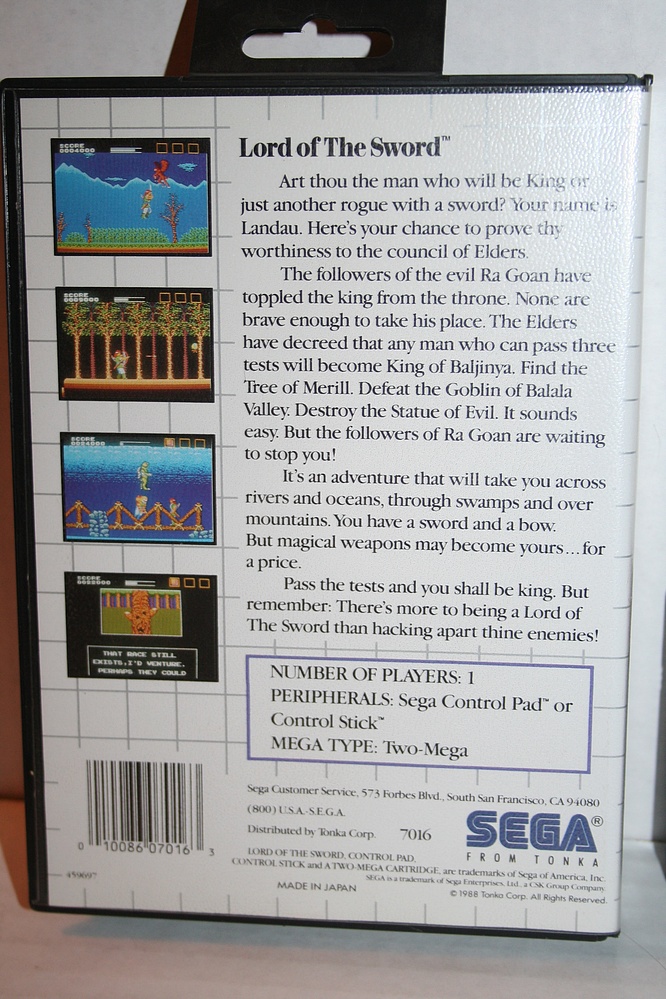 Lord of The Sword™
Art thou the man who will be King or
just another rogue with a sword? Your name is
Landau. Here's your chance to prove thy
worthiness to the council of Elders.
The followers of the evil Ra Goan have
toppled the king from the throne. None are
brave enough to take his place. The Elders
have decreed that any man who can pass three
tests will become King of Baljinya. Find the
Tree of Merill. Defeat the Goblin of Balala
Valley. Destroy the Statue of Evil. It sounds
easy. But the followers of Ra Goan are waiting
to stop you!
It's an adventure that will take you across
rivers and oceans, through swamps and over
mountains. You have a sword and a bow.
But magical weapons may become yours...for
a price.
Pass the tests and you shall be king. But
remember: There's more to being a Lord of
The Sword than hacking apart thine enemies!
SCORE
0004000
SCORE
SCORE
SCORE
THAT RACE STILL
EXISTS, I'D VENTURE.
PERHAPS THEY COULD
NUMBER OF PLAYERS: 1
PERIPHERALS: Sega Control Pad™ or
Control Stick™
MEGA TYPE: Two-Mega
Sega Customer Service, 573 Forbes Blvd., South San Francisco, CA 94080
(800) U.S.A.-S.E.G.A.
Distributed by Tonka Corp. 7016
SEGA®
FROM TONKA
0 10086 07016 3
LORD OF THE SWORD, CONTROL PAD,
CONTROL STICK and A TWO-MEGA CARTRIDGE, are trademarks of Sega of America, Inc.
SEGA is a trademark of Sega Enterprises, Ltd., a CSK Group Company
MADE IN JAPAN
© 1988 Tonka Corp. All Rights Reserved.